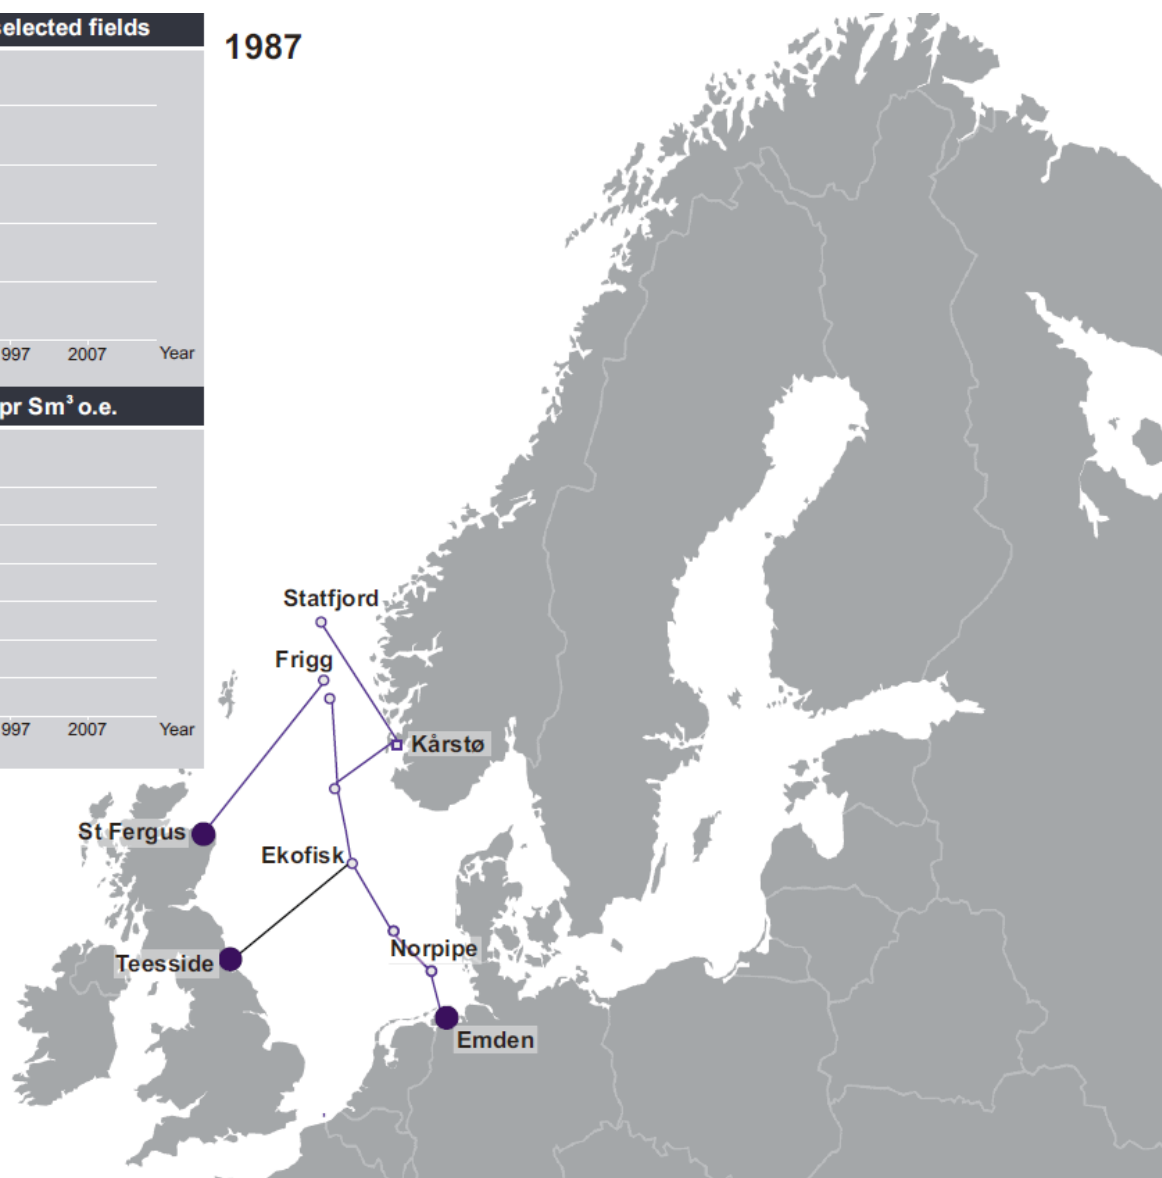 selected fields
1987
997 2007 Year
pr Sm³ o.e.
997 2007 Year
Statfjord
Frigg
Kårstø
St Fergus
Ekofisk
Norpipe
Teesside
Emden